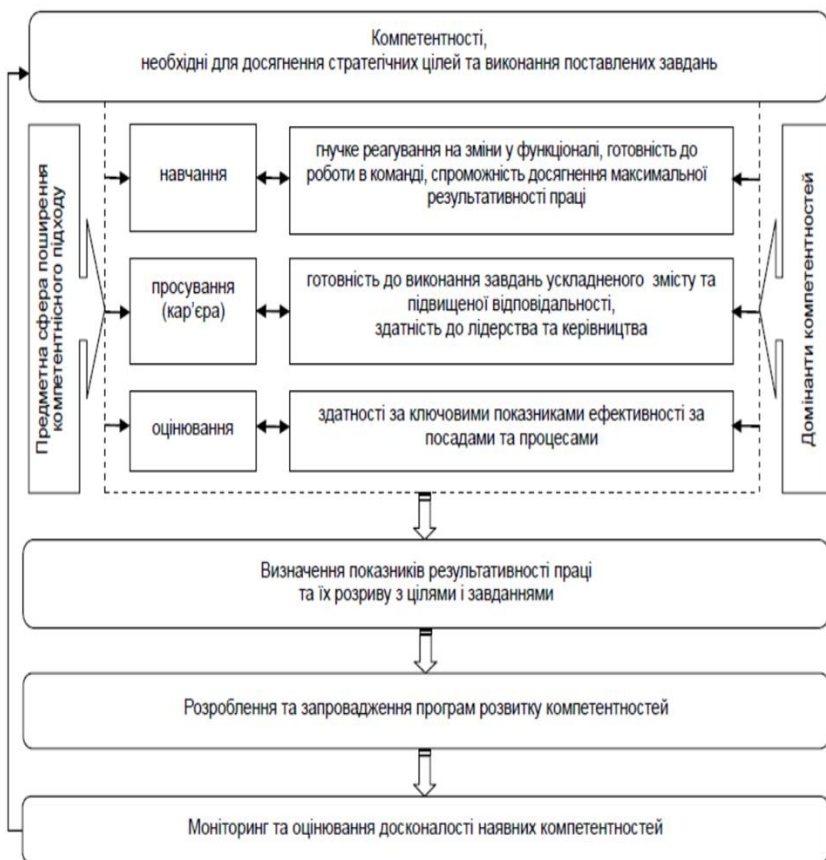 Компетентності,
необхідні для досягнення стратегічних цілей та виконання поставлених завдань
Предметна сфера поширення
компетентнісного підходу
навчання
гнучке реагування на зміни у функціоналі, готовність до
роботи в команді, спроможність досягнення максимальної
результативності праці
просування
(кар’єра)
готовність до виконання завдань ускладненого змісту та
підвищеної відповідальності,
здатність до лідерства та керівництва
оцінювання
здатності за ключовими показниками ефективності за
посадами та процесами
Домінанти компетентностей
Визначення показників результативності праці
та їх розриву з цілями і завданнями
Розроблення та запровадження програм розвитку компетентностей
Моніторинг та оцінювання досконалості наявних компетентностей